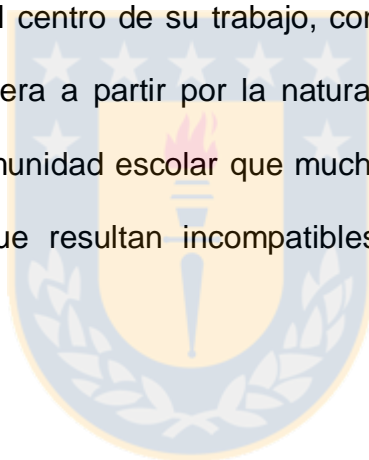 l centro de su trabajo, con
era a partir por la natura
munidad escolar que much
ue resultan incompatibles